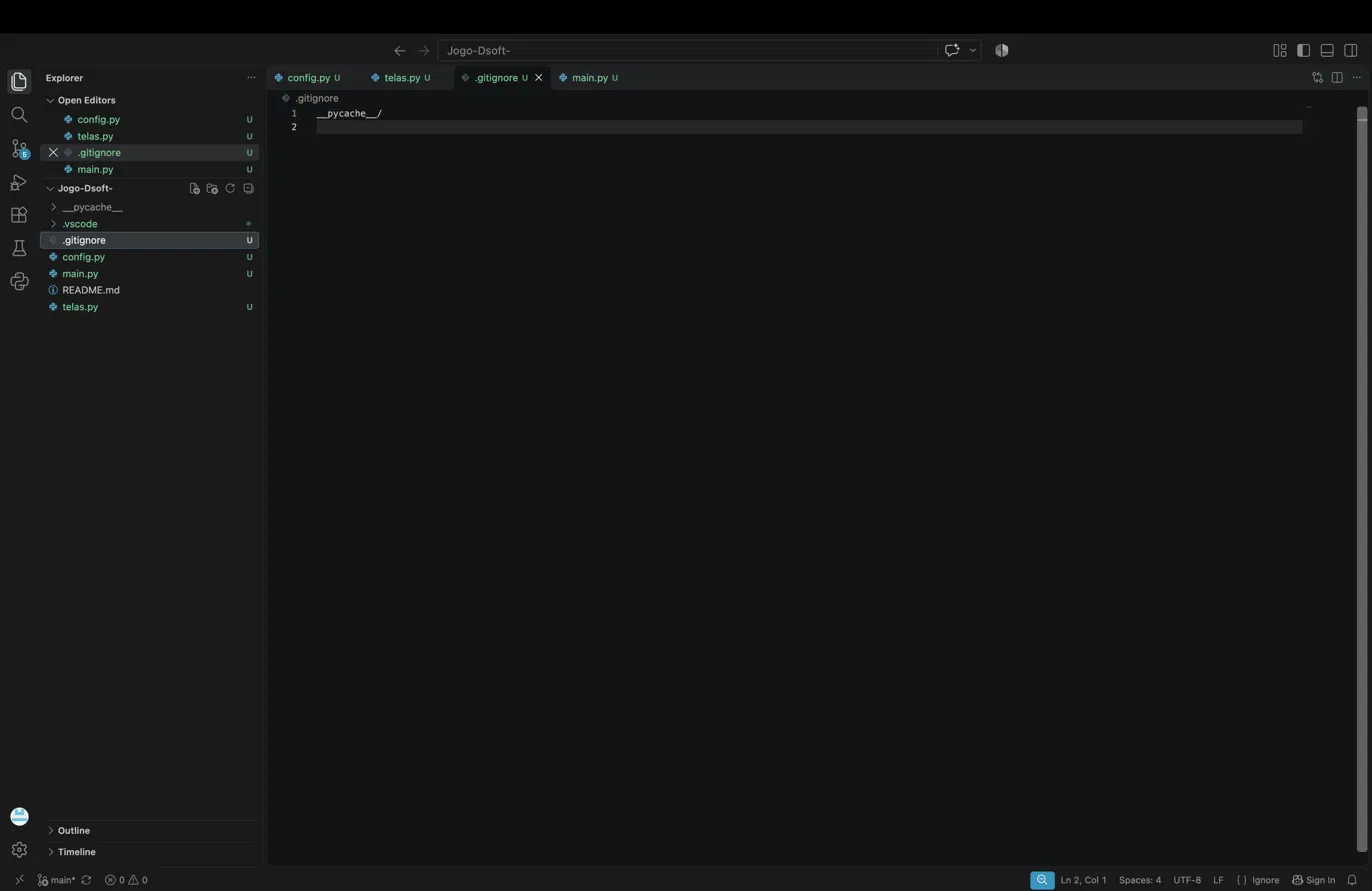 Jogo-Dsoft-
Explorer
Open Editors
config.py U
telas.py U
.gitignore U
main.py U
Jogo-Dsoft-
__pycache__
.vscode
.gitignore U
config.py U
main.py U
README.md
telas.py U
Outline
Timeline
config.py U
telas.py U
.gitignore U
main.py U
.gitignore
1 __pycache__/
2
5
main*
0 0
Ln 2, Col 1
Spaces: 4
UTF-8
LF
{ } Ignore
Sign In